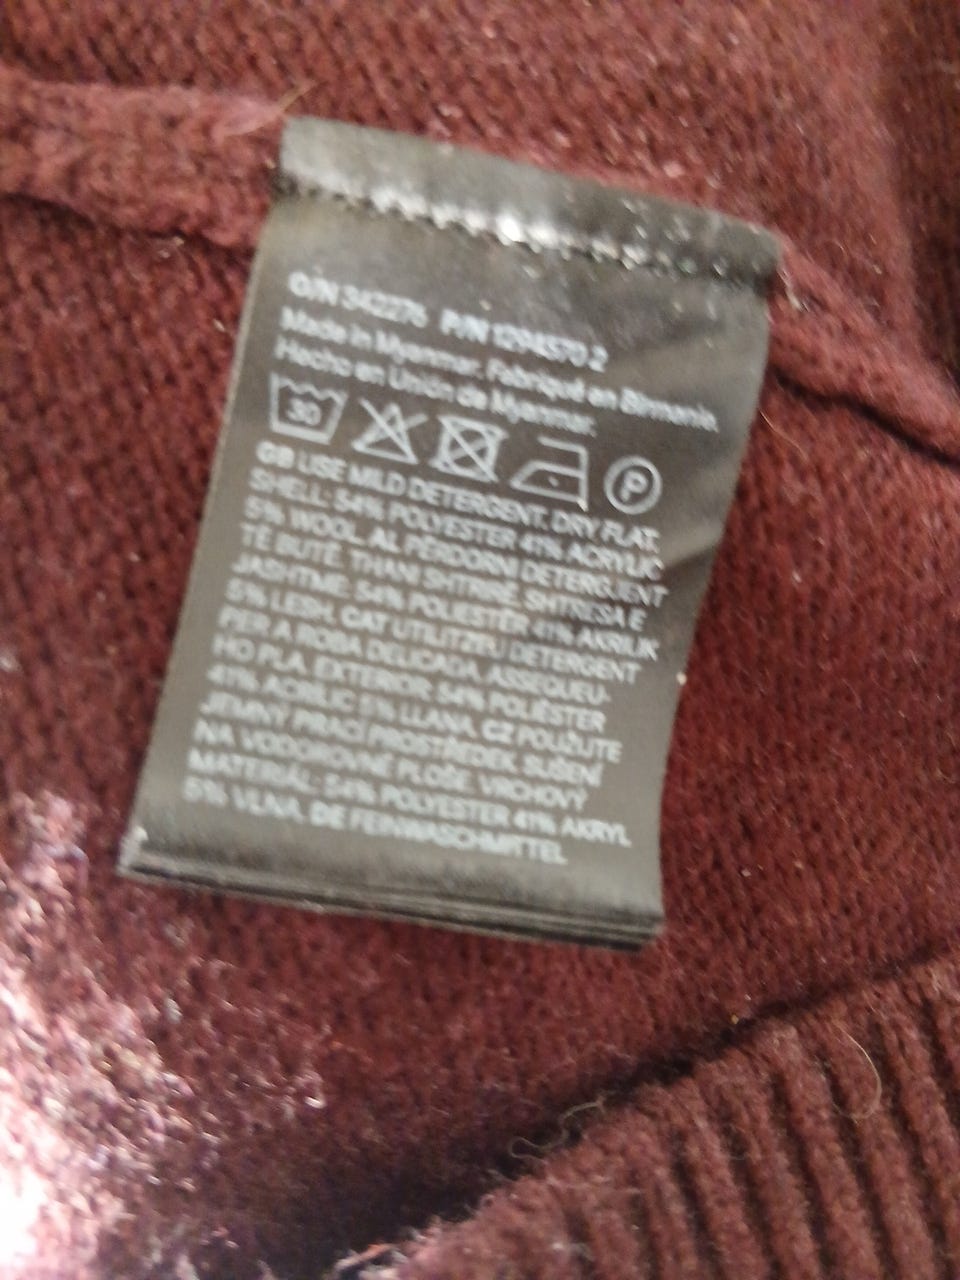 O/N 342276 P/N 1294570 2
Made in Myanmar. Fabriqué en Birmanie.
Hecho en Unión de Myanmar.
30 P
GB USE MILD DETERGENT. DRY FLAT.
SHELL: 54% POLYESTER 41% ACRYLIC
5% WOOL. AL PËRDORNI DETERGJENT
TË BUTË. THANI SHTRIRË. SHTRESA E
JASHTME: 54% POLIESTËR 41% AKRILIK
5% LESH. CAT UTILITZEU DETERGENT
PER A ROBA DELICADA. ASSEQUEU-
HO PLA. EXTERIOR: 54% POLIÈSTER
41% ACRÍLIC 5% LLANA. CZ POUŽIJTE
JEMNÝ PRACÍ PROSTŘEDEK. SUŠENÍ
NA VODOROVNÉ PLOŠE. VRCHOVÝ
MATERIÁL: 54% POLYESTER 41% AKRYL
5% VLNA. DE FEINWASCHMITTEL